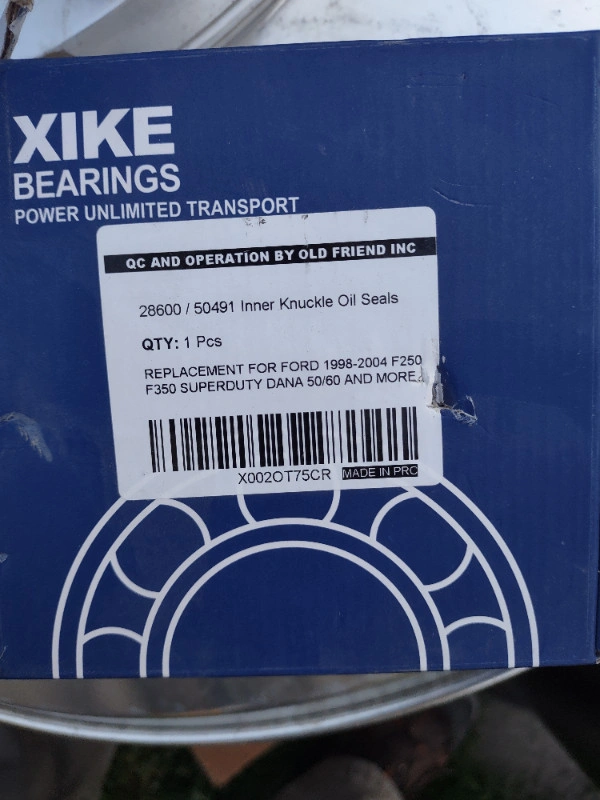 XIKE
BEARINGS
POWER UNLIMITED TRANSPORT
QC AND OPERATION BY OLD FRIEND INC
28600 / 50491 Inner Knuckle Oil Seals
QTY: 1 Pcs
REPLACEMENT FOR FORD 1998-2004 F250
F350 SUPERDUTY DANA 50/60 AND MORE.
X002OT75CR MADE IN PRC